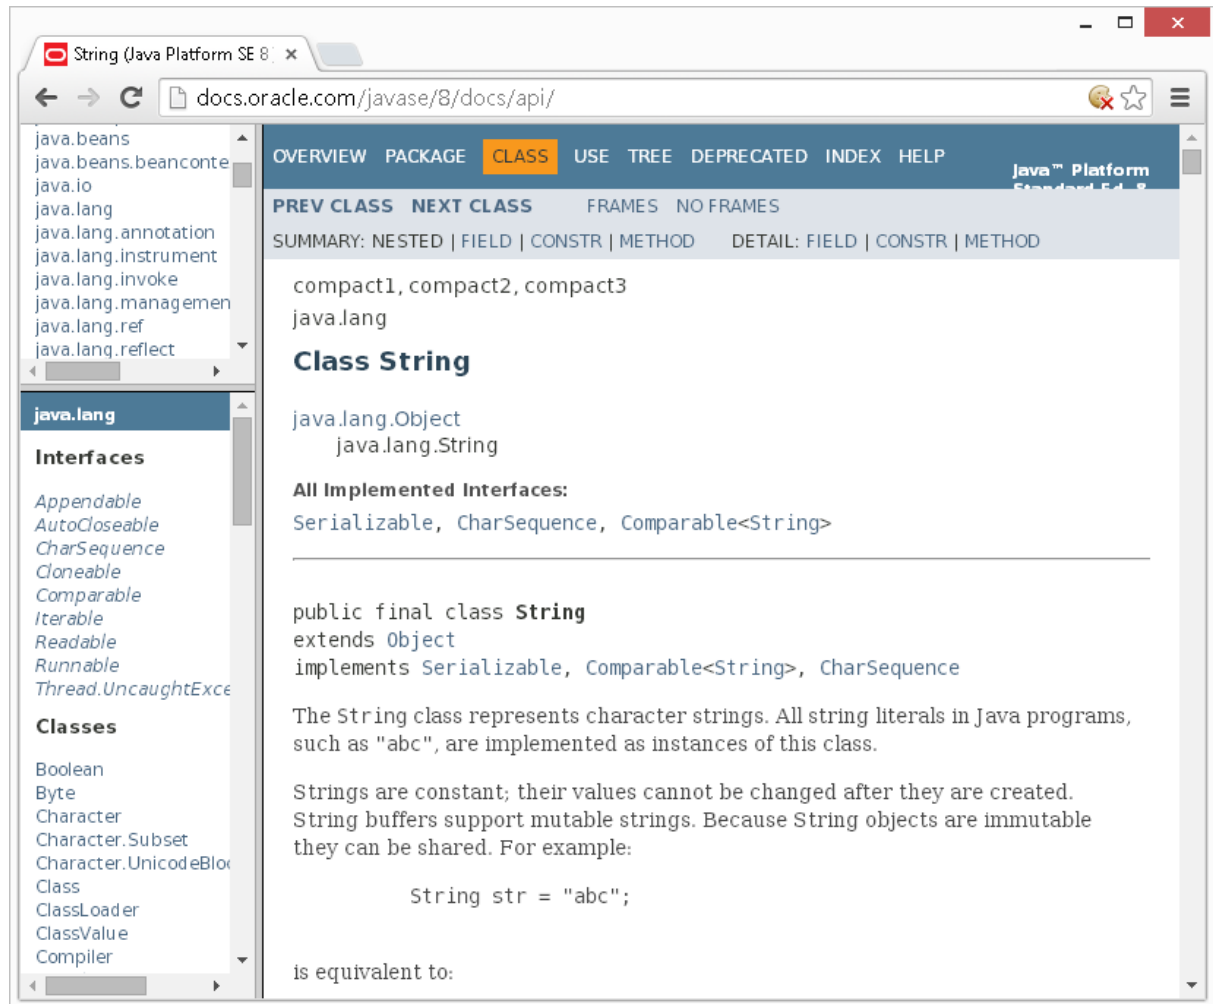 String (Java Platform SE 8
docs.oracle.com/javase/8/docs/api/
java.beans
java.beans.beanconte
java.io
java.lang
java.lang.annotation
java.lang.instrument
java.lang.invoke
java.lang.managemen
java.lang.ref
java.lang.reflect
java.lang
Interfaces
Appendable
AutoCloseable
CharSequence
Cloneable
Comparable
Iterable
Readable
Runnable
Thread.UncaughtExce
Classes
Boolean
Byte
Character
Character.Subset
Character.UnicodeBloc
Class
ClassLoader
ClassValue
Compiler
OVERVIEW PACKAGE CLASS USE TREE DEPRECATED INDEX HELP
Java™ Platform
Standard Ed. 8
PREV CLASS NEXT CLASS FRAMES NO FRAMES
SUMMARY: NESTED | FIELD | CONSTR | METHOD DETAIL: FIELD | CONSTR | METHOD
compact1, compact2, compact3
java.lang
Class String
java.lang.Object
java.lang.String
All Implemented Interfaces:
Serializable, CharSequence, Comparable<String>
public final class String
extends Object
implements Serializable, Comparable<String>, CharSequence
The String class represents character strings. All string literals in Java programs,
such as "abc", are implemented as instances of this class.
Strings are constant; their values cannot be changed after they are created.
String buffers support mutable strings. Because String objects are immutable
they can be shared. For example:
String str = "abc";
is equivalent to: